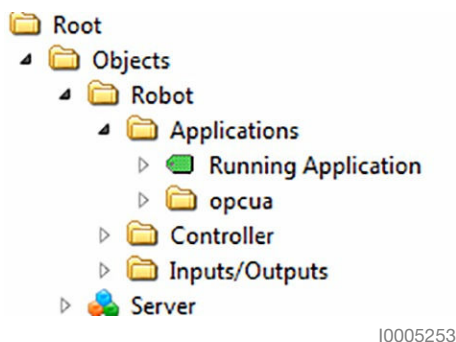 Root
Objects
Robot
Applications
Running Application
opcua
Controller
Inputs/Outputs
Server
I0005253